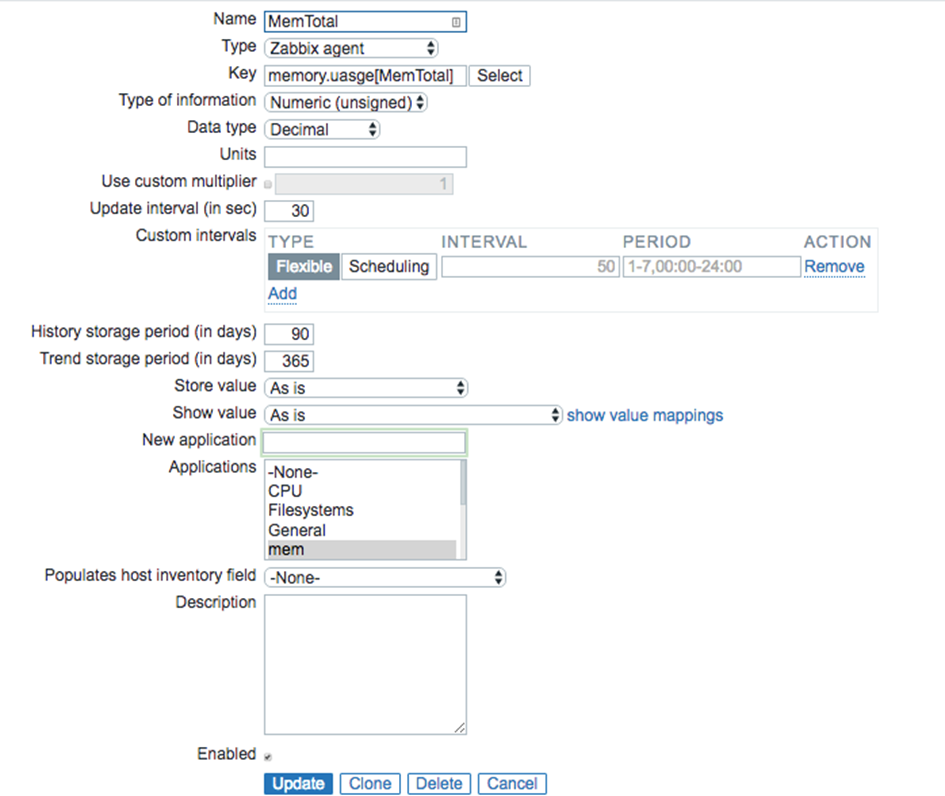 Name MemTotal
Type Zabbix agent
Key memory.uasge[MemTotal] Select
Type of information Numeric (unsigned)
Data type Decimal
Units
Use custom multiplier 1
Update interval (in sec) 30
Custom intervals TYPE INTERVAL PERIOD ACTION
Flexible Scheduling 50 1-7,00:00-24:00 Remove
Add
History storage period (in days) 90
Trend storage period (in days) 365
Store value As is
Show value As is show value mappings
New application
Applications -None-
CPU
Filesystems
General
mem
Populates host inventory field -None-
Description
Enabled
Update Clone Delete Cancel